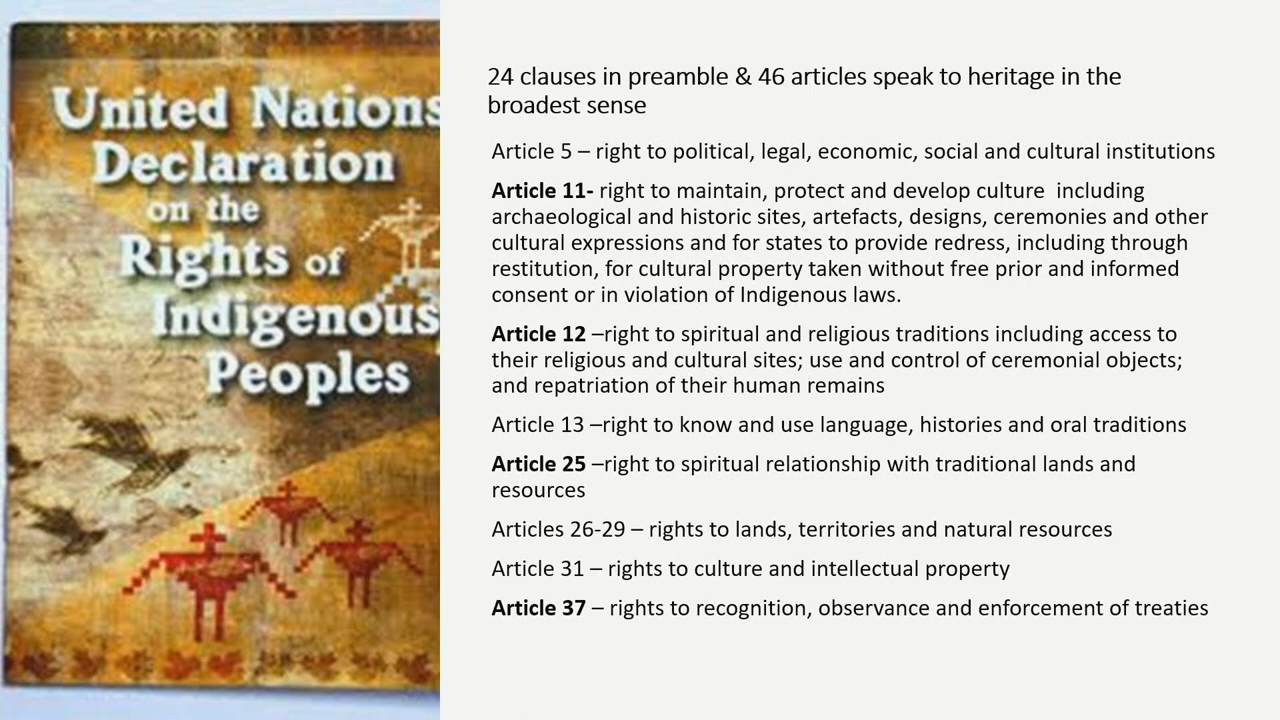 United Nations
Declaration
on the
Rights of
Indigenous
Peoples
24 clauses in preamble & 46 articles speak to heritage in the
broadest sense
Article 5 – right to political, legal, economic, social and cultural institutions
Article 11- right to maintain, protect and develop culture  including
archaeological and historic sites, artefacts, designs, ceremonies and other
cultural expressions and for states to provide redress, including through
restitution, for cultural property taken without free prior and informed
consent or in violation of Indigenous laws.
Article 12 –right to spiritual and religious traditions including access to
their religious and cultural sites; use and control of ceremonial objects;
and repatriation of their human remains
Article 13 –right to know and use language, histories and oral traditions
Article 25 –right to spiritual relationship with traditional lands and
resources
Articles 26-29 – rights to lands, territories and natural resources
Article 31 – rights to culture and intellectual property
Article 37 – rights to recognition, observance and enforcement of treaties